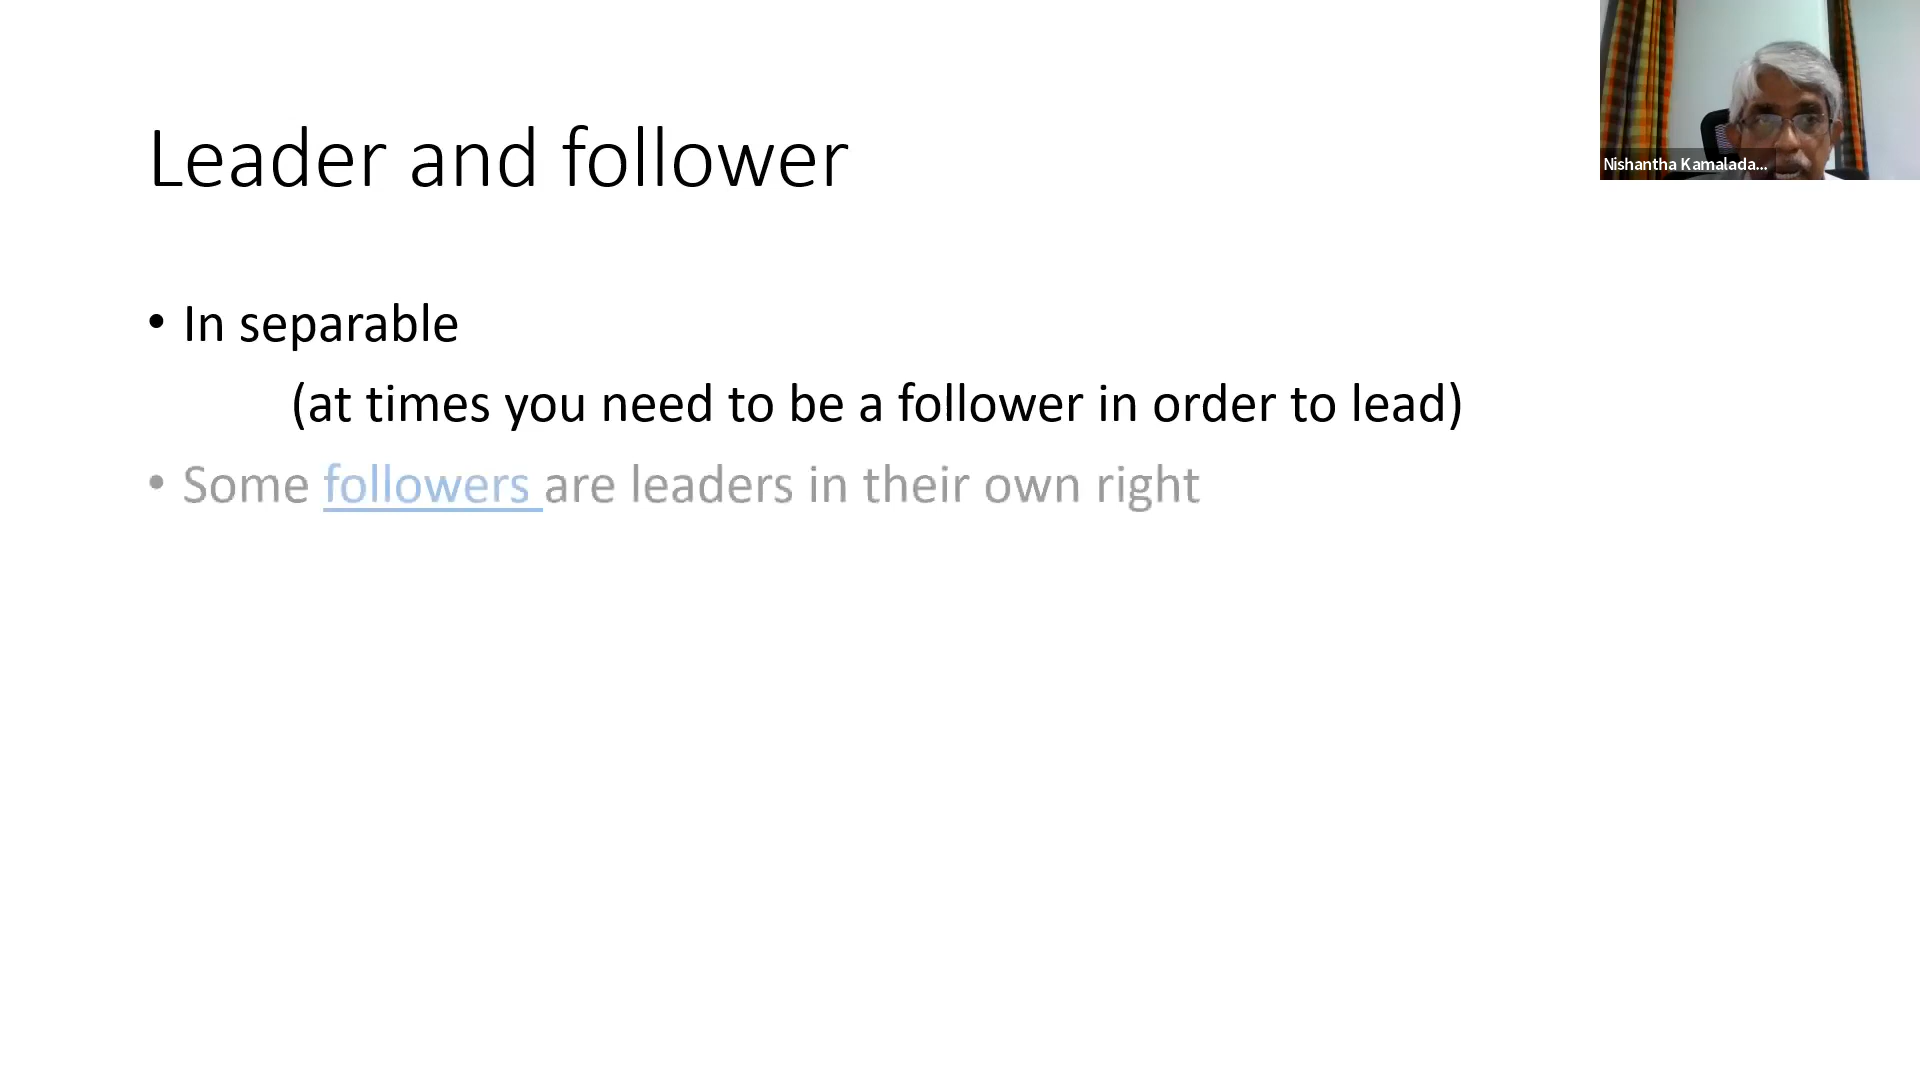 Leader and follower
Nishantha Kamalada...
• In separable
(at times you need to be a follower in order to lead)
• Some followers are leaders in their own right